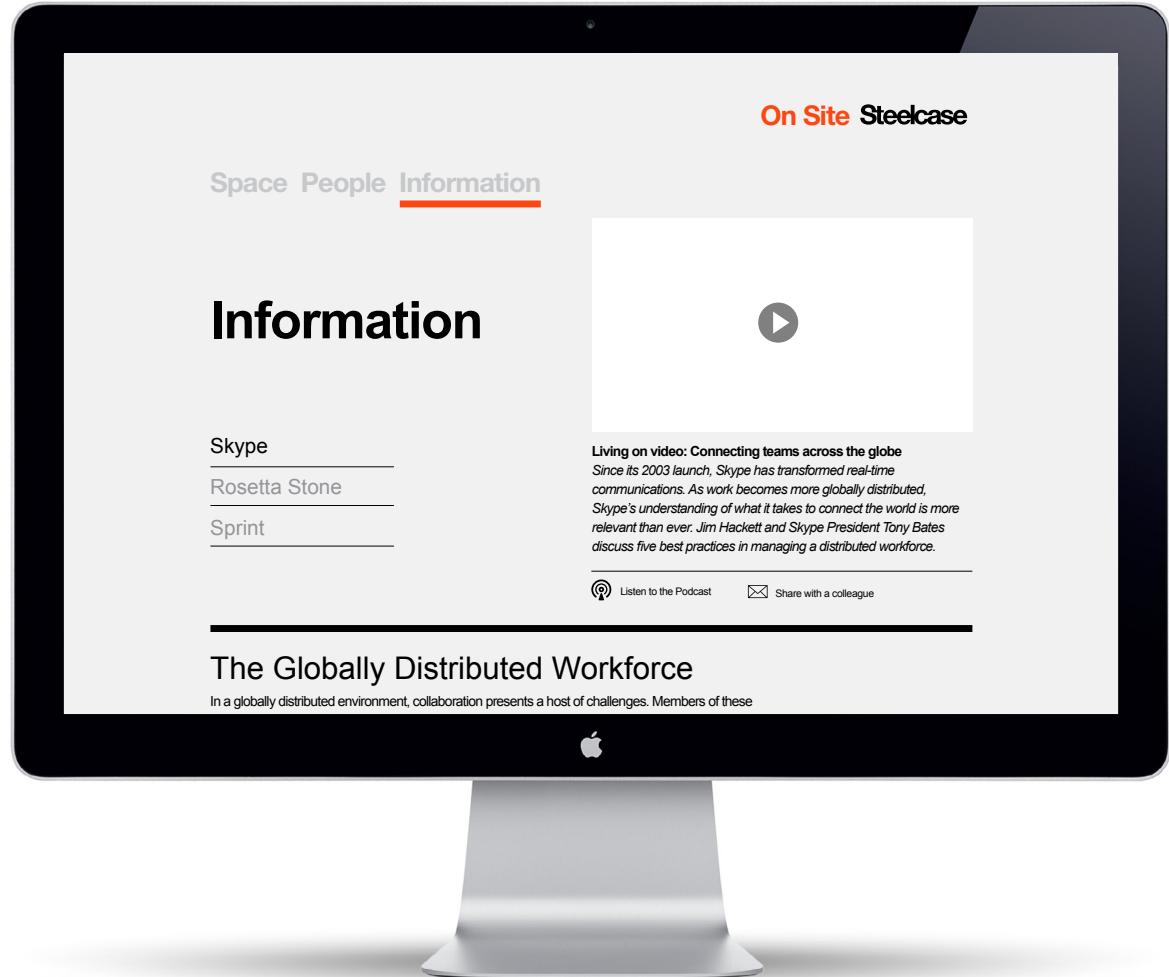 On Site Steelcase
Space People Information
Information
Skype
Rosetta Stone
Sprint
Living on video: Connecting teams across the globe
Since its 2003 launch, Skype has transformed real-time
communications. As work becomes more globally distributed,
Skype's understanding of what it takes to connect the world is more
relevant than ever. Jim Hackett and Skype President Tony Bates
discuss five best practices in managing a distributed workforce.
Listen to the Podcast
Share with a colleague
The Globally Distributed Workforce
In a globally distributed environment, collaboration presents a host of challenges. Members of these